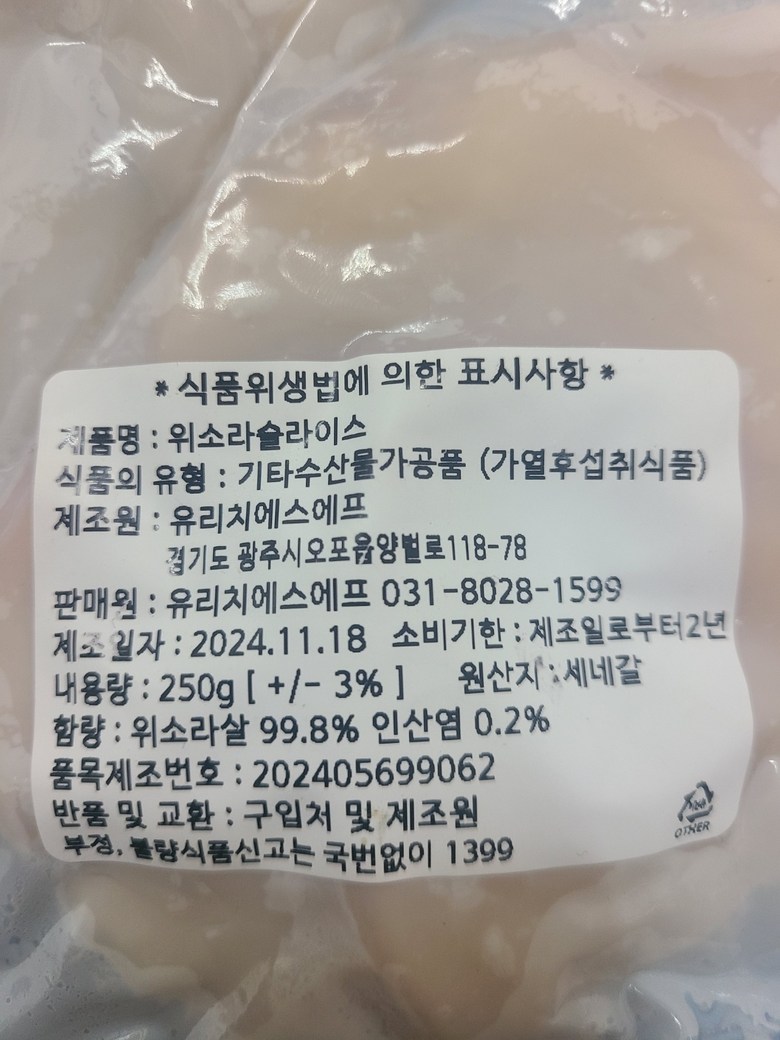 * 식품위생법에 의한 표시사항 *
제품명 : 위소라슬라이스
식품의 유형 : 기타수산물가공품 (가열후섭취식품)
제조원 : 유리치에스에프
경기도 광주시오포읍양벌로118-78
판매원 : 유리치에스에프 031-8028-1599
제조일자 : 2024.11.18 소비기한 : 제조일로부터2년
내용량 : 250g [ +/- 3% ] 원산지 : 세네갈
함량 : 위소라살 99.8% 인산염 0.2%
품목제조번호 : 202405699062
반품 및 교환 : 구입처 및 제조원
부정, 불량식품신고는 국번없이 1399
OTHER